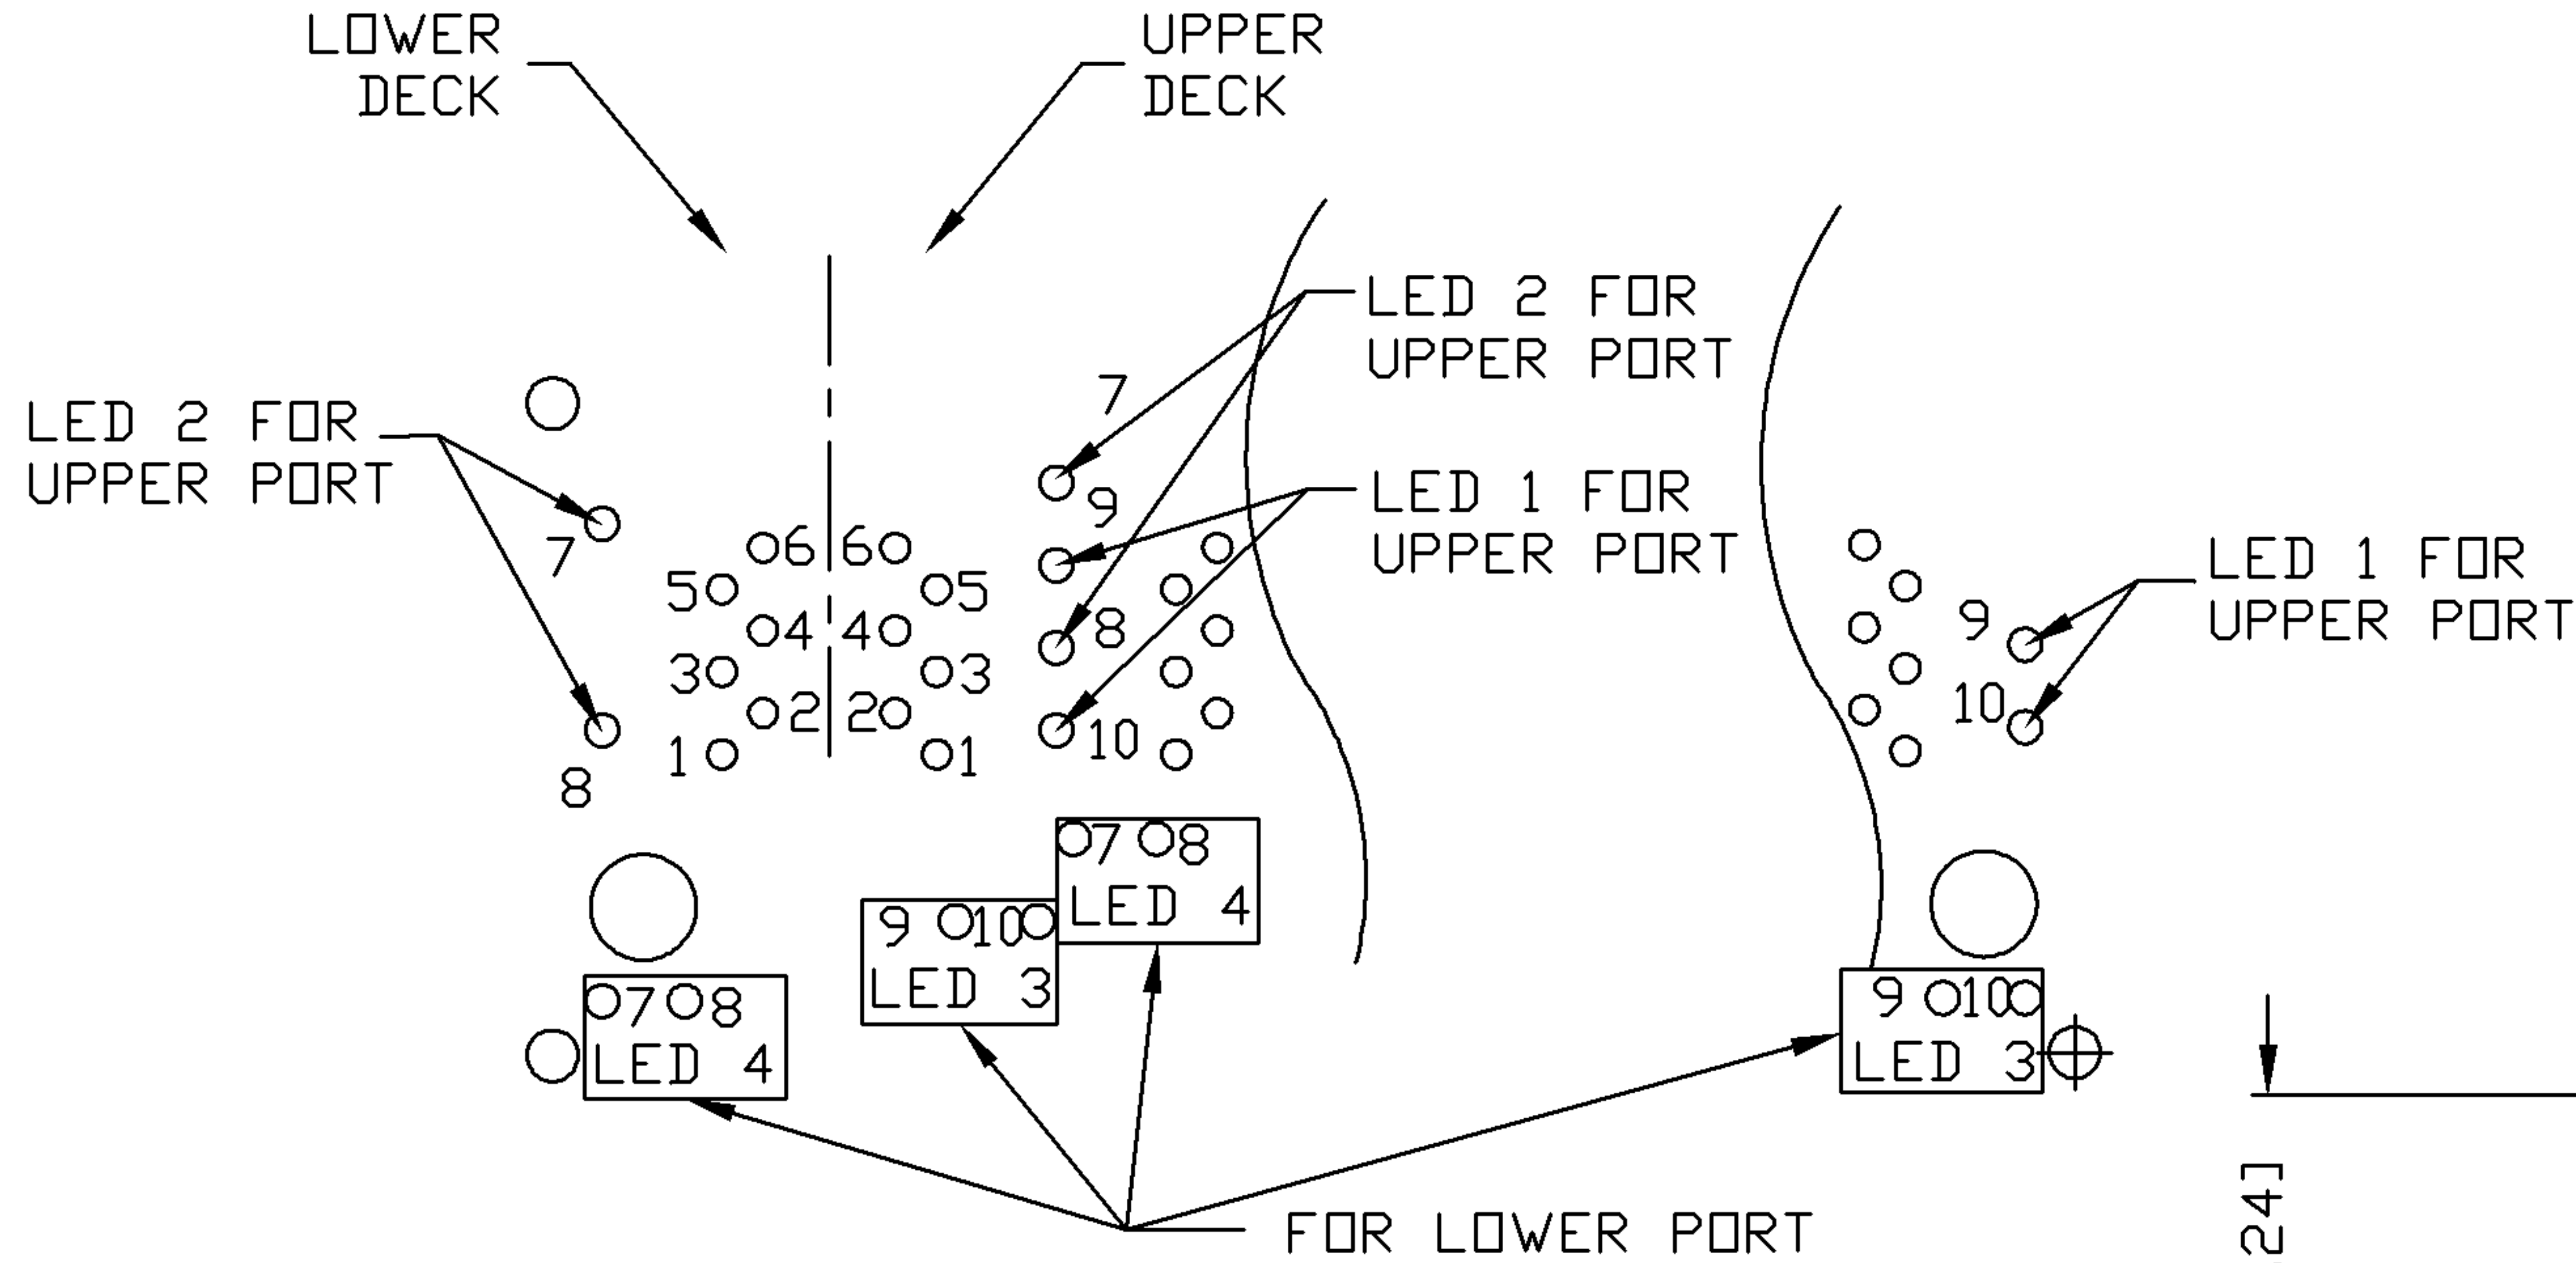 LOWER
DECK
UPPER
DECK
LED 2 FOR
UPPER PORT
LED 2 FOR
UPPER PORT
LED 1 FOR
UPPER PORT
LED 1 FOR
UPPER PORT
7
8
5
3
1
6
4
2
6
4
2
5
3
1
7
9
8
10
9
10
7 8
LED 4
9 10
LED 3
7 8
LED 4
9 10
LED 3
FOR LOWER PORT
24]